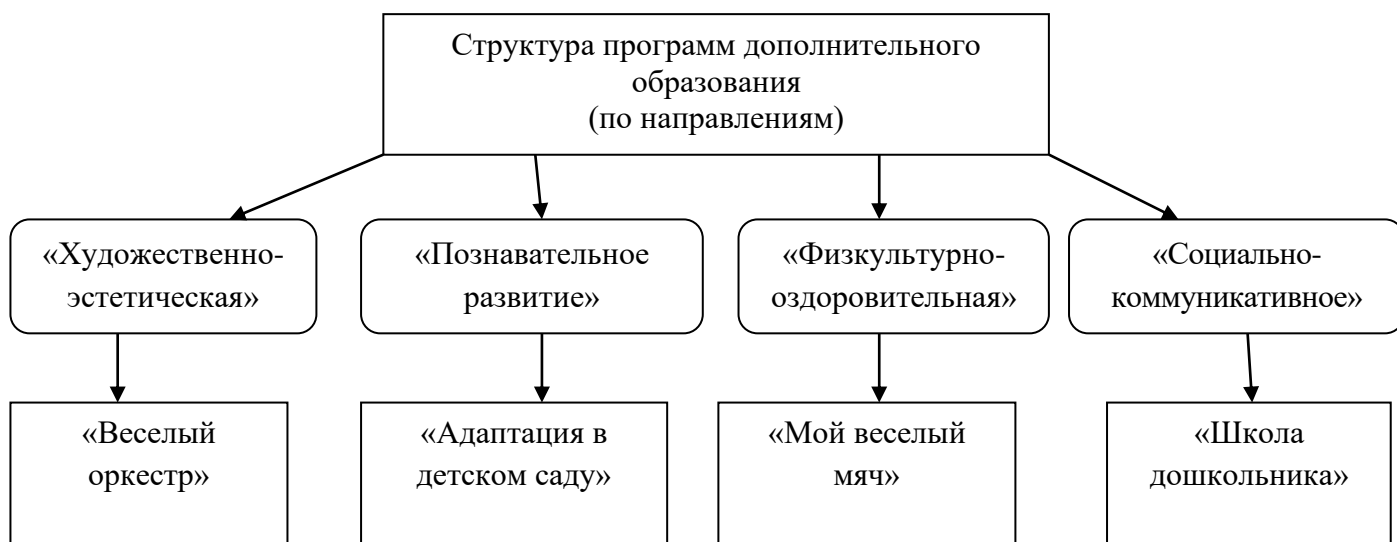 Структура программ дополнительного
образования
(по направлениям)
«Художественно-
эстетическая»
«Познавательное
развитие»
«Физкультурно-
оздоровительная»
«Социально-
коммуникативное»
«Веселый
оркестр»
«Адаптация в
детском саду»
«Мой веселый
мяч»
«Школа
дошкольника»